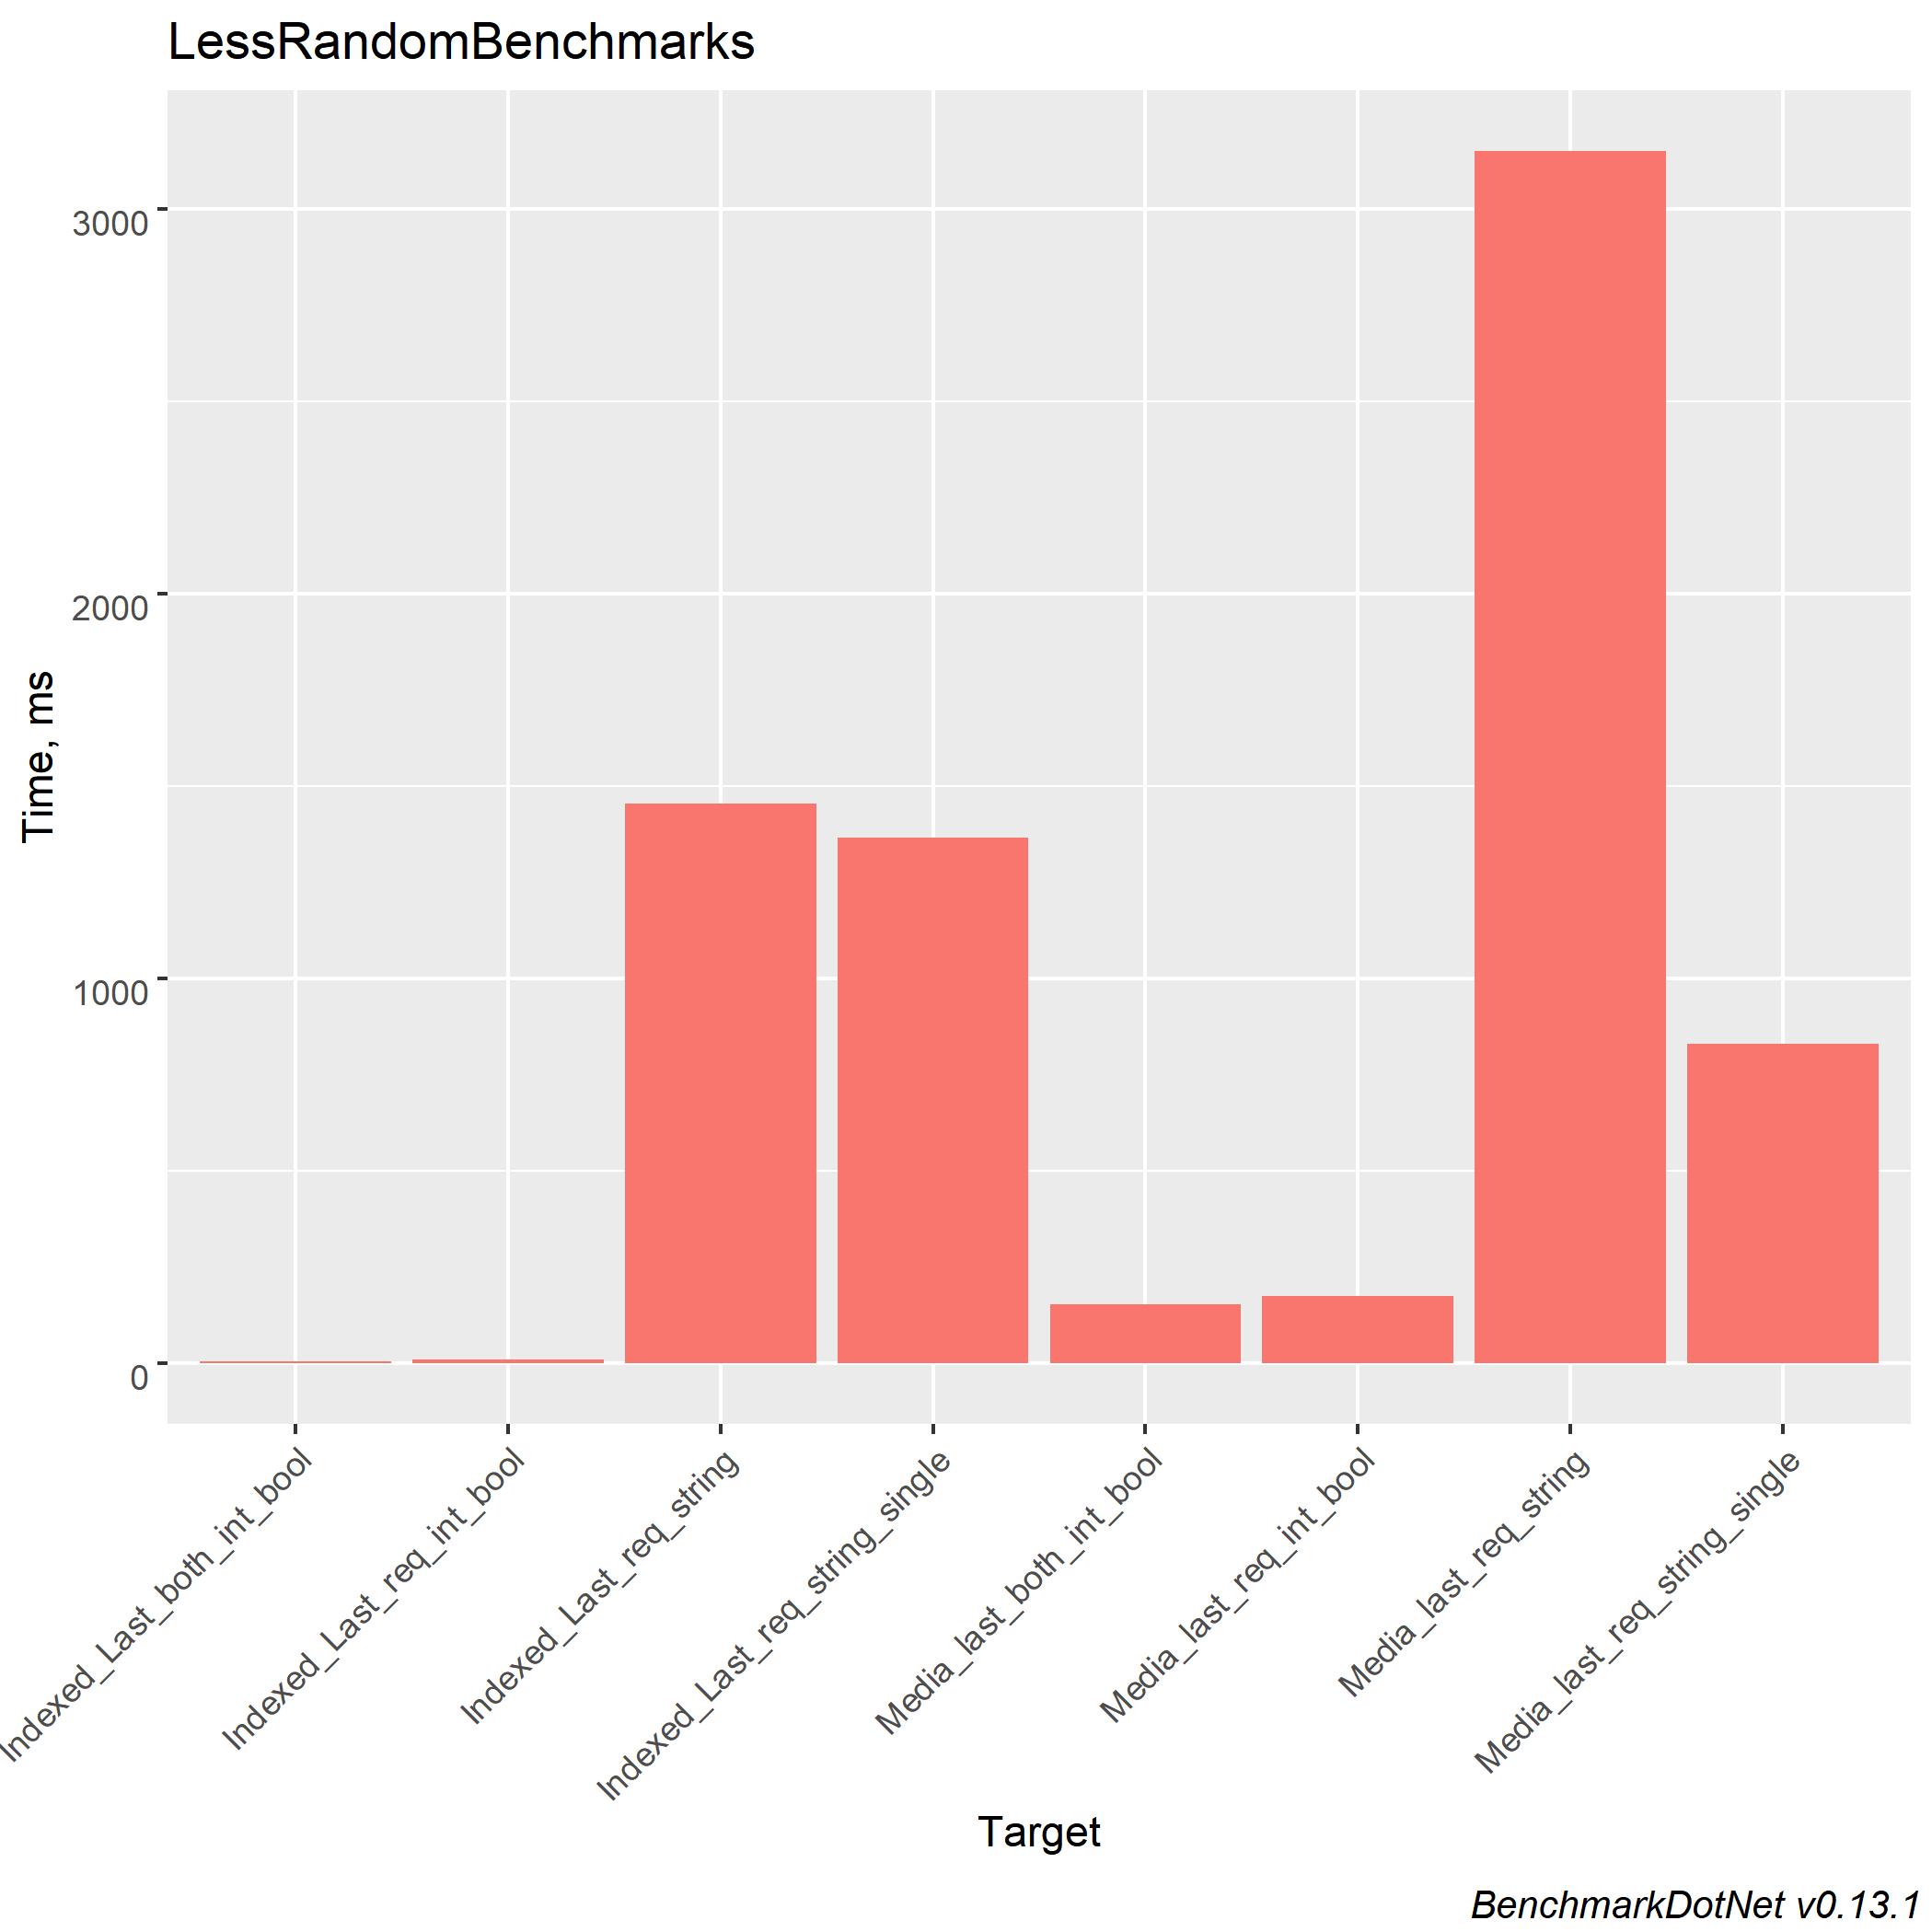 LessRandomBenchmarks
3000
2000
1000
0
Time, ms
Indexed_Last_both_int_bool
Indexed_Last_req_int_bool
Indexed_Last_req_string
Indexed_Last_req_string_single
Media_last_both_int_bool
Media_last_req_int_bool
Media_last_req_string
Media_last_req_string_single
Target
BenchmarkDotNet v0.13.1